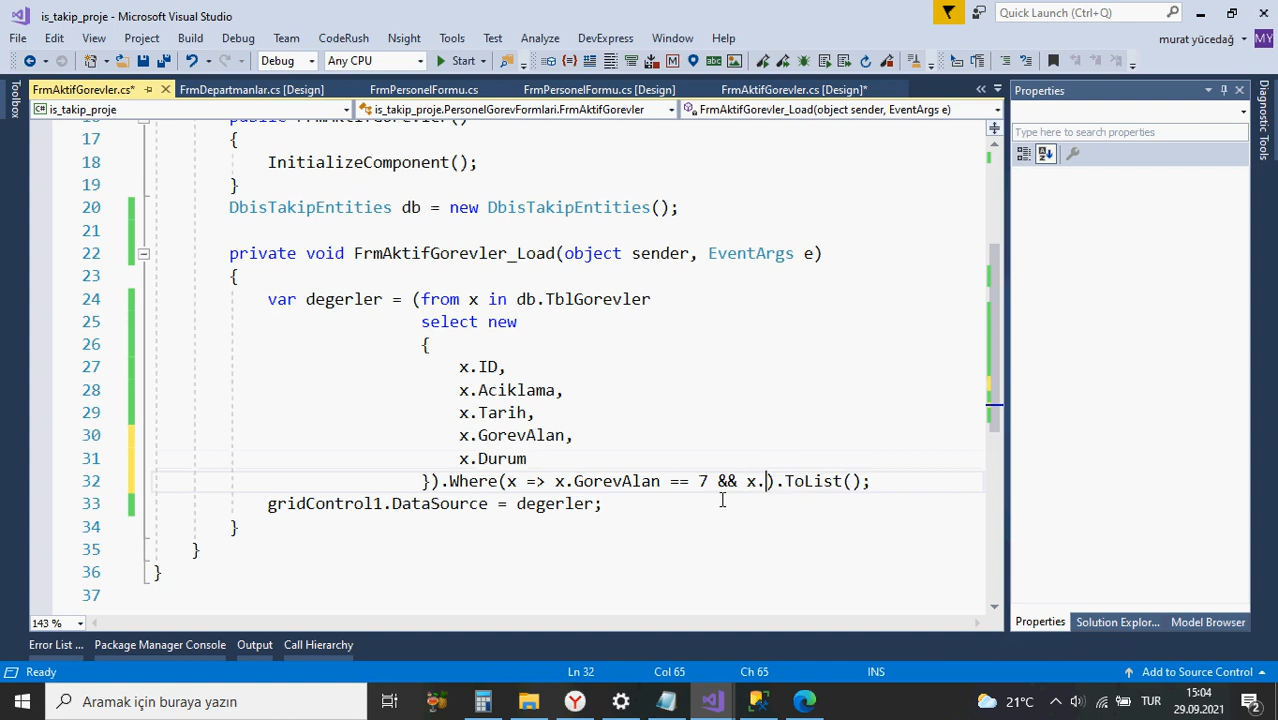 is_takip_proje - Microsoft Visual Studio
Quick Launch (Ctrl+Q)
File Edit View Project Build Debug Team CodeRush Nsight Tools Test Analyze DevExpress Window Help
murat yücedağ MY
Debug Any CPU Start
FrmAktifGorevler.cs* FrmDepartmanlar.cs [Design] FrmPersonelFormu.cs FrmPersonelFormu.cs [Design] FrmAktifGorevler.cs [Design]*
is_takip_proje is_takip_proje.PersonelGorevFormlari.FrmAktifGorevler FrmAktifGorevler_Load(object sender, EventArgs e)
Toolbox
Properties
Type here to search properties
Diagnostic Tools
17 {
18 InitializeComponent();
19 }
20 DbisTakipEntities db = new DbisTakipEntities();
21
22 private void FrmAktifGorevler_Load(object sender, EventArgs e)
23 {
24 var degerler = (from x in db.TblGorevler
25 select new
26 {
27 x.ID,
28 x.Aciklama,
29 x.Tarih,
30 x.GorevAlan,
31 x.Durum
32 }).Where(x => x.GorevAlan == 7 && x.).ToList();
33 gridControl1.DataSource = degerler;
34 }
35 }
36 }
37
143 %
Properties Solution Explor... Model Browser
Error List ... Package Manager Console Output Call Hierarchy
Ready Ln 32 Col 65 Ch 65 INS Add to Source Control
Aramak için buraya yazın
21°C TUR 15:04
29.09.2021 2